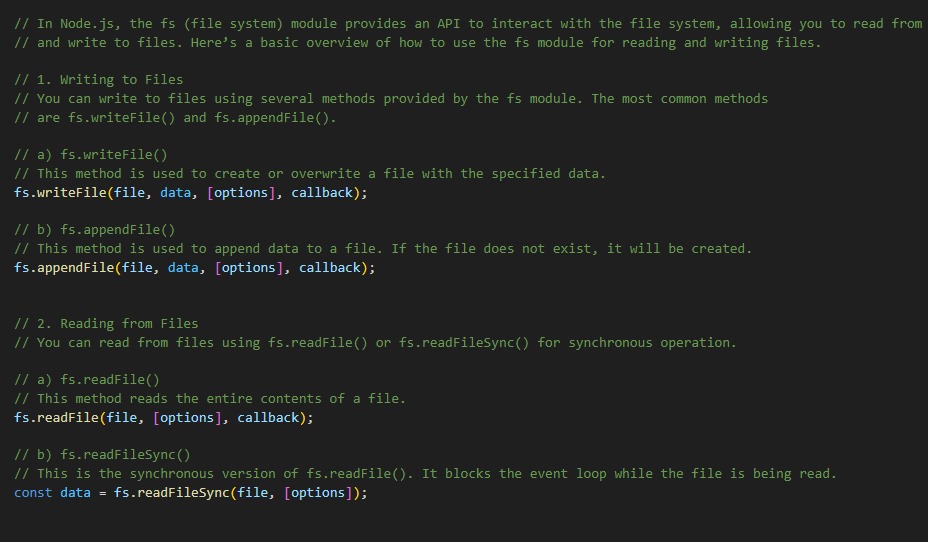 // In Node.js, the fs (file system) module provides an API to interact with the file system, allowing you to read from
// and write to files. Here’s a basic overview of how to use the fs module for reading and writing files.
// 1. Writing to Files
// You can write to files using several methods provided by the fs module. The most common methods
// are fs.writeFile() and fs.appendFile().
// a) fs.writeFile()
// This method is used to create or overwrite a file with the specified data.
fs.writeFile(file, data, [options], callback);
// b) fs.appendFile()
// This method is used to append data to a file. If the file does not exist, it will be created.
fs.appendFile(file, data, [options], callback);
// 2. Reading from Files
// You can read from files using fs.readFile() or fs.readFileSync() for synchronous operation.
// a) fs.readFile()
// This method reads the entire contents of a file.
fs.readFile(file, [options], callback);
// b) fs.readFileSync()
// This is the synchronous version of fs.readFile(). It blocks the event loop while the file is being read.
const data = fs.readFileSync(file, [options]);